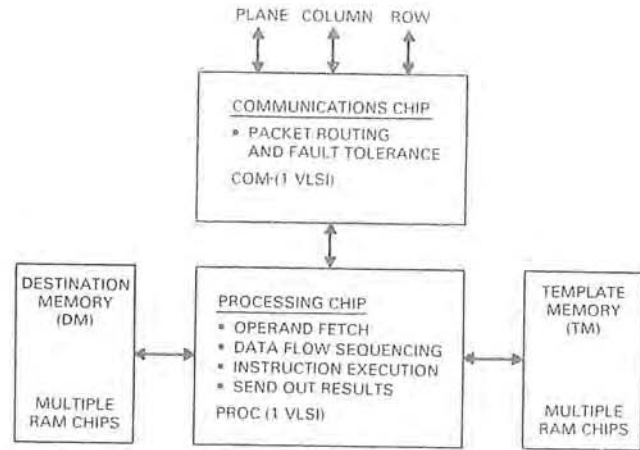 PLANE COLUMN ROW
COMMUNICATIONS CHIP
• PACKET ROUTING
AND FAULT TOLERANCE
COM-(1 VLSI)
DESTINATION
MEMORY
(DM)
MULTIPLE
RAM CHIPS
PROCESSING CHIP
• OPERAND FETCH
• DATA FLOW SEQUENCING
• INSTRUCTION EXECUTION
• SEND OUT RESULTS
PROC (1 VLSI)
TEMPLATE
MEMORY
(TM)
MULTIPLE
RAM CHIPS